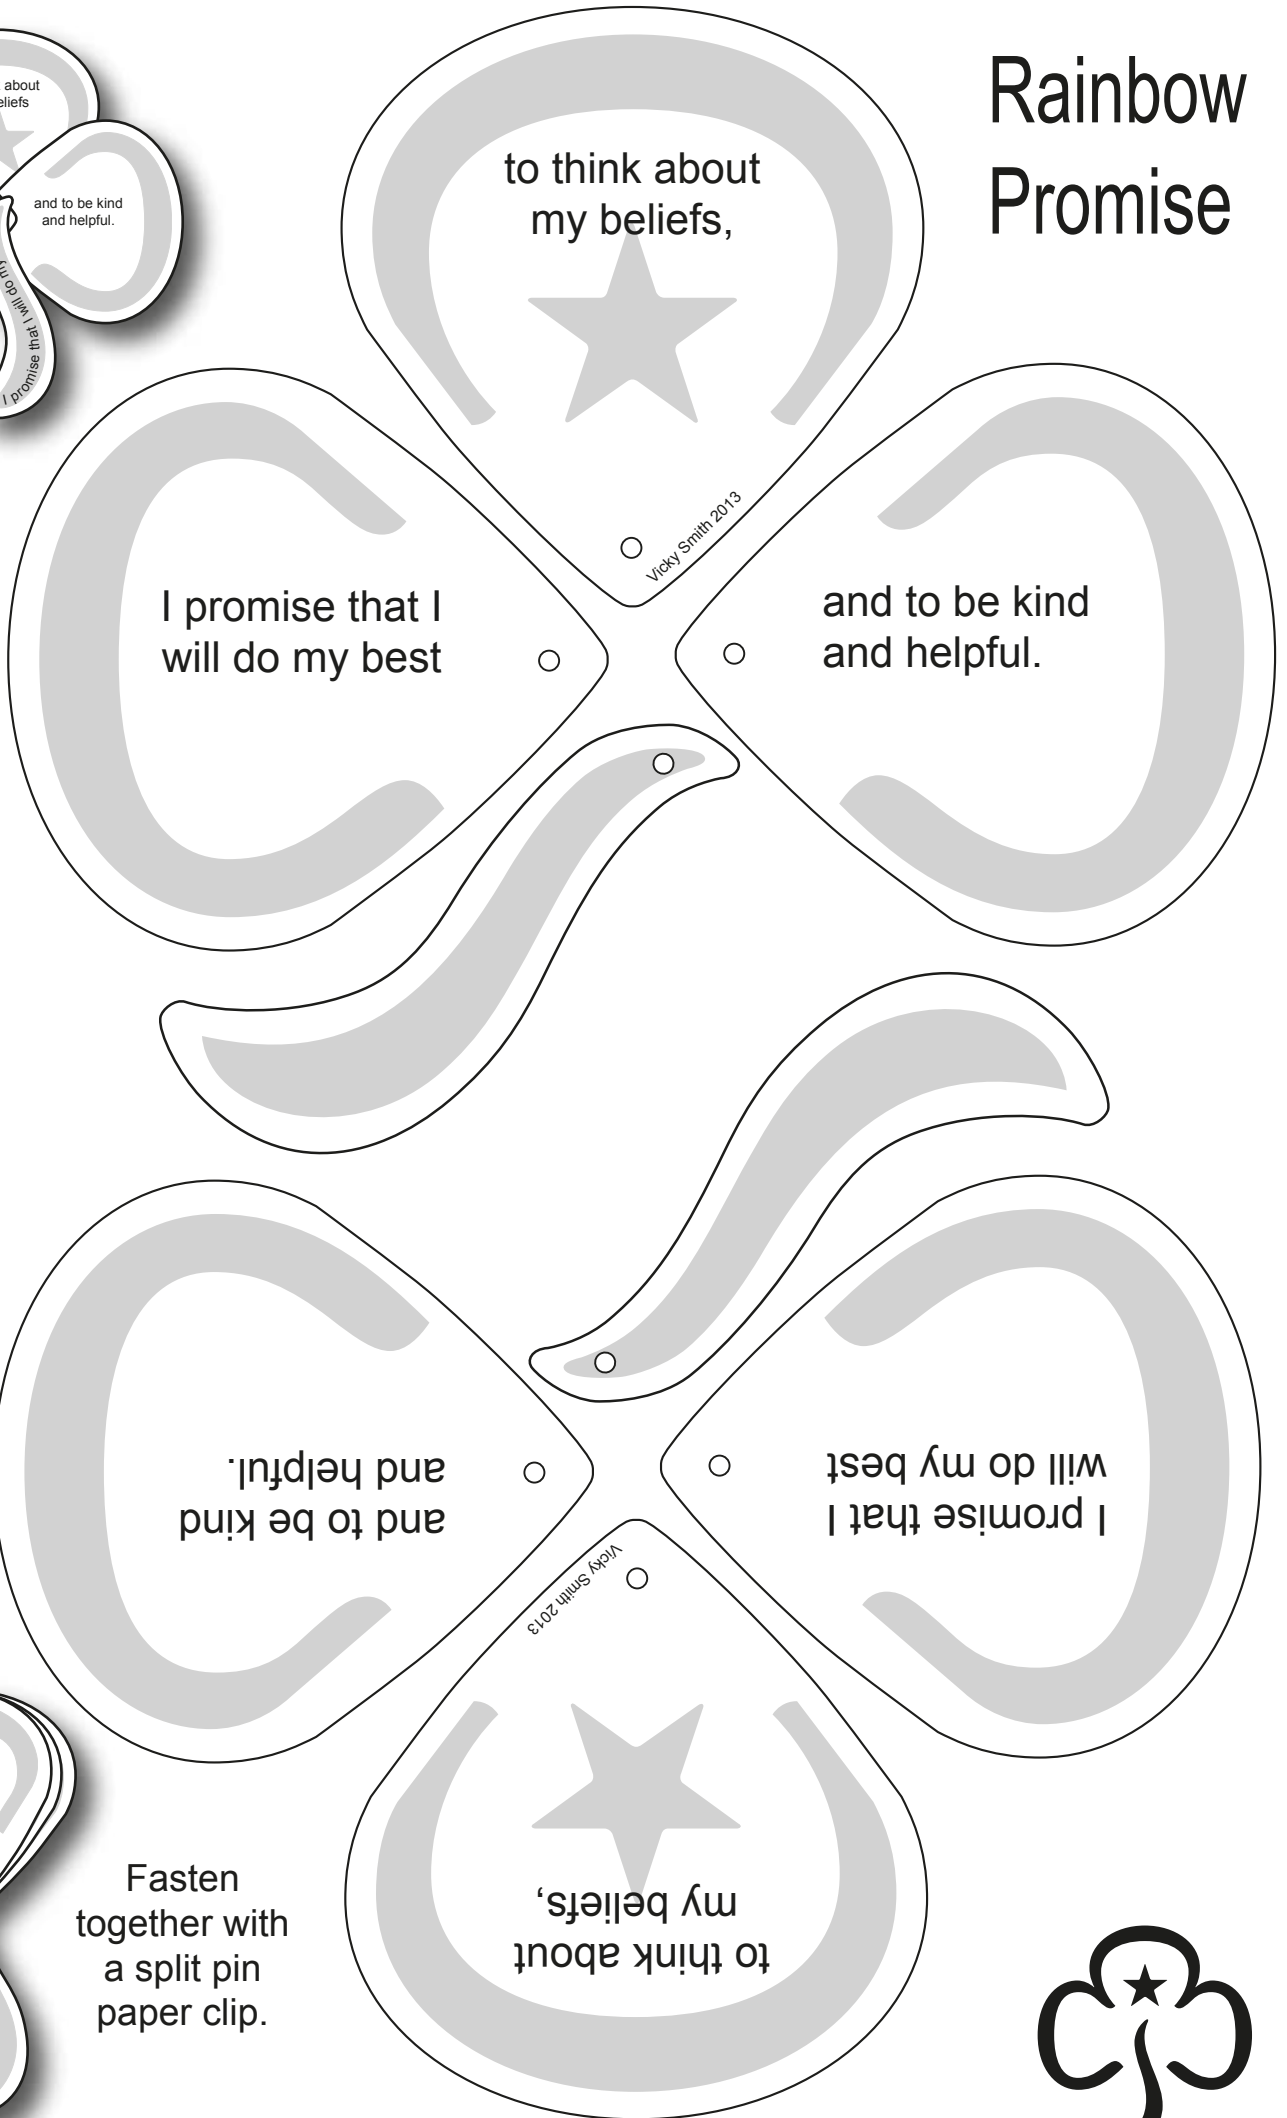 Rainbow
Promise
about
eliefs
and to be kind
and helpful.
I promise that I will do my
to think about
my beliefs,
Vicky Smith 2013
I promise that I
will do my best
and to be kind
and helpful.
and to be kind
and helpful.
I promise that I
will do my best
Vicky Smith 2013
to think about
my beliefs,
Fasten
together with
a split pin
paper clip.